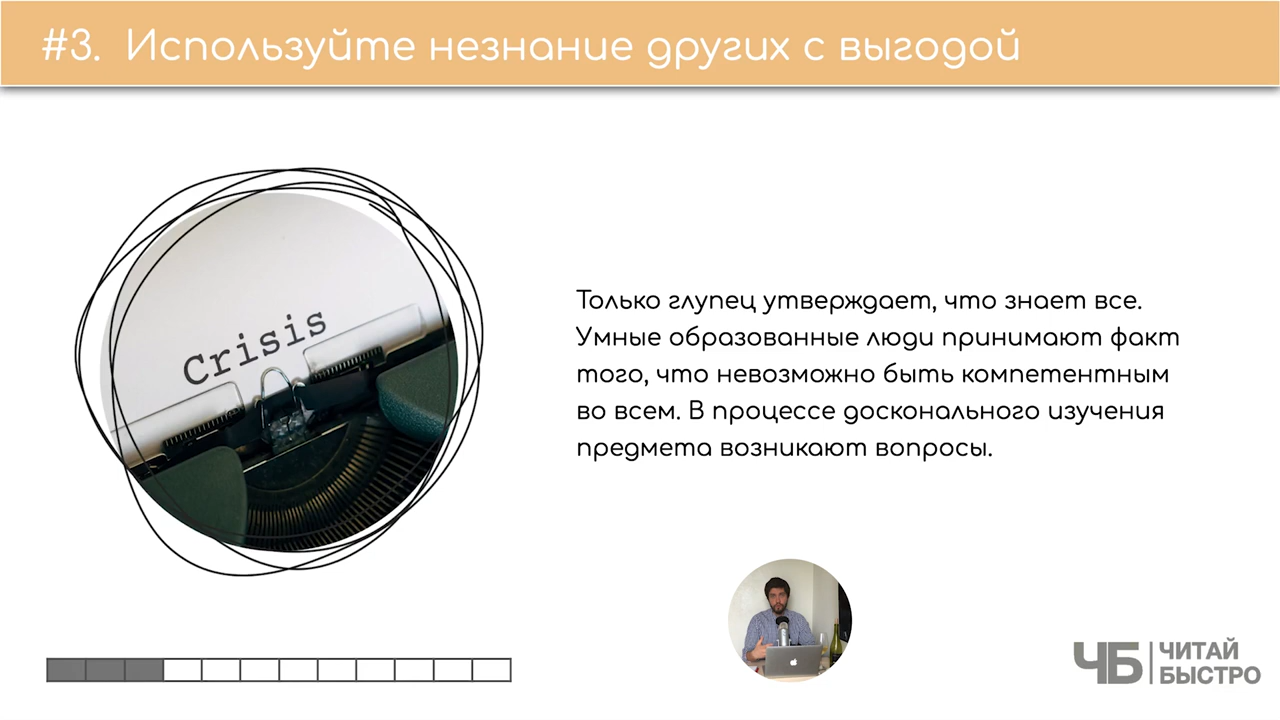 #3. Используйте незнание других с выгодой
Crisis
Только глупец утверждает, что знает все.
Умные образованные люди принимают факт
того, что невозможно быть компетентным
во всем. В процессе досконального изучения
предмета возникают вопросы.
ЧБ
ЧИТАЙ
БЫСТРО